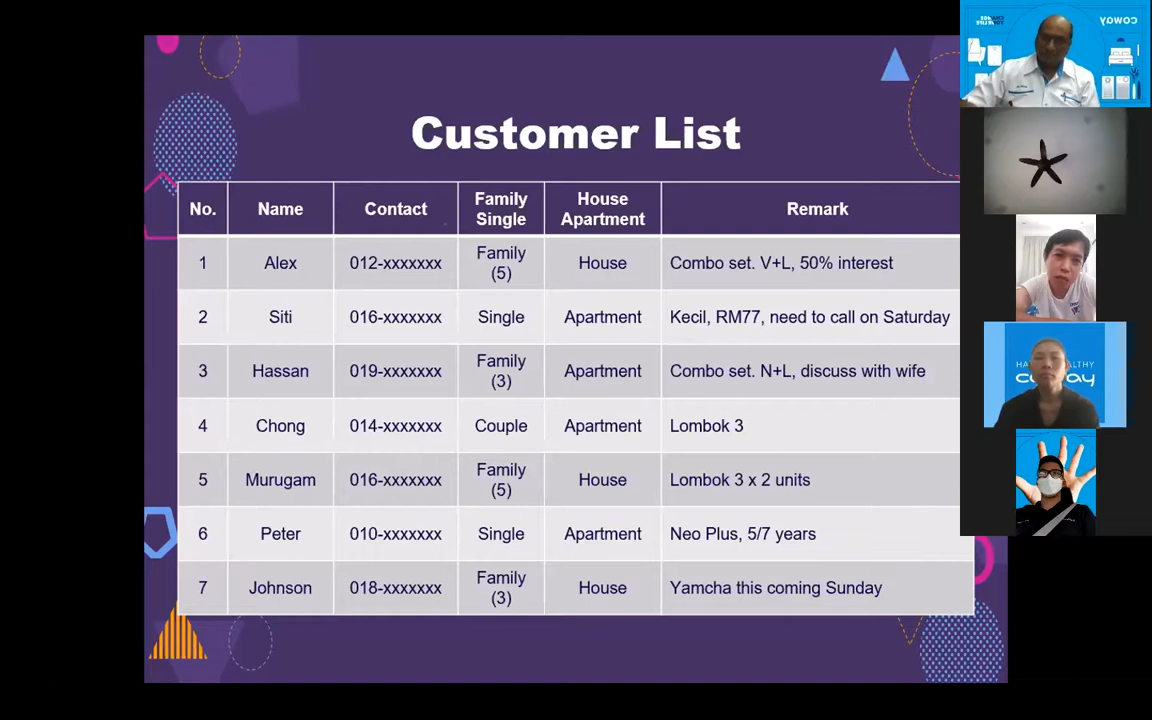 Customer List
No. Name Contact Family Single House Apartment Remark
1 Alex 012-xxxxxxx Family (5) House Combo set. V+L, 50% interest
2 Siti 016-xxxxxxx Single Apartment Kecil, RM77, need to call on Saturday
3 Hassan 019-xxxxxxx Family (3) Apartment Combo set. N+L, discuss with wife
4 Chong 014-xxxxxxx Couple Apartment Lombok 3
5 Murugam 016-xxxxxxx Family (5) House Lombok 3 x 2 units
6 Peter 010-xxxxxxx Single Apartment Neo Plus, 5/7 years
7 Johnson 018-xxxxxxx Family (3) House Yamcha this coming Sunday
CHANGE
YOUR LIFE
coway
coway